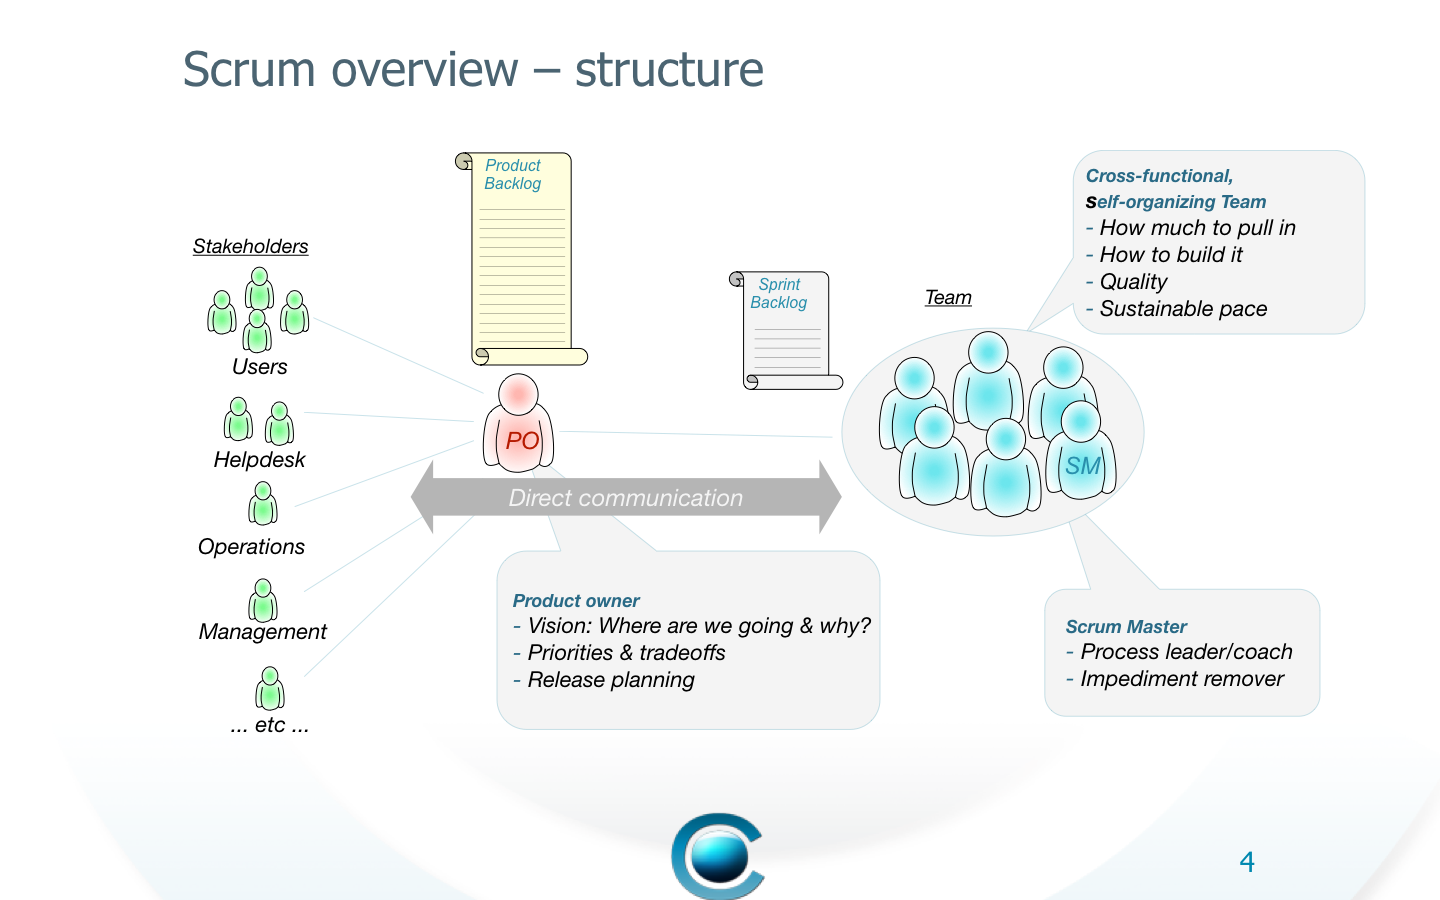 Scrum overview – structure
Product
Backlog
Stakeholders
Users
Helpdesk
Operations
Management
... etc ...
PO
Direct communication
Sprint
Backlog
Team
SM
Cross-functional,
self-organizing Team
- How much to pull in
- How to build it
- Quality
- Sustainable pace
Product owner
- Vision: Where are we going & why?
- Priorities & tradeoffs
- Release planning
Scrum Master
- Process leader/coach
- Impediment remover
4